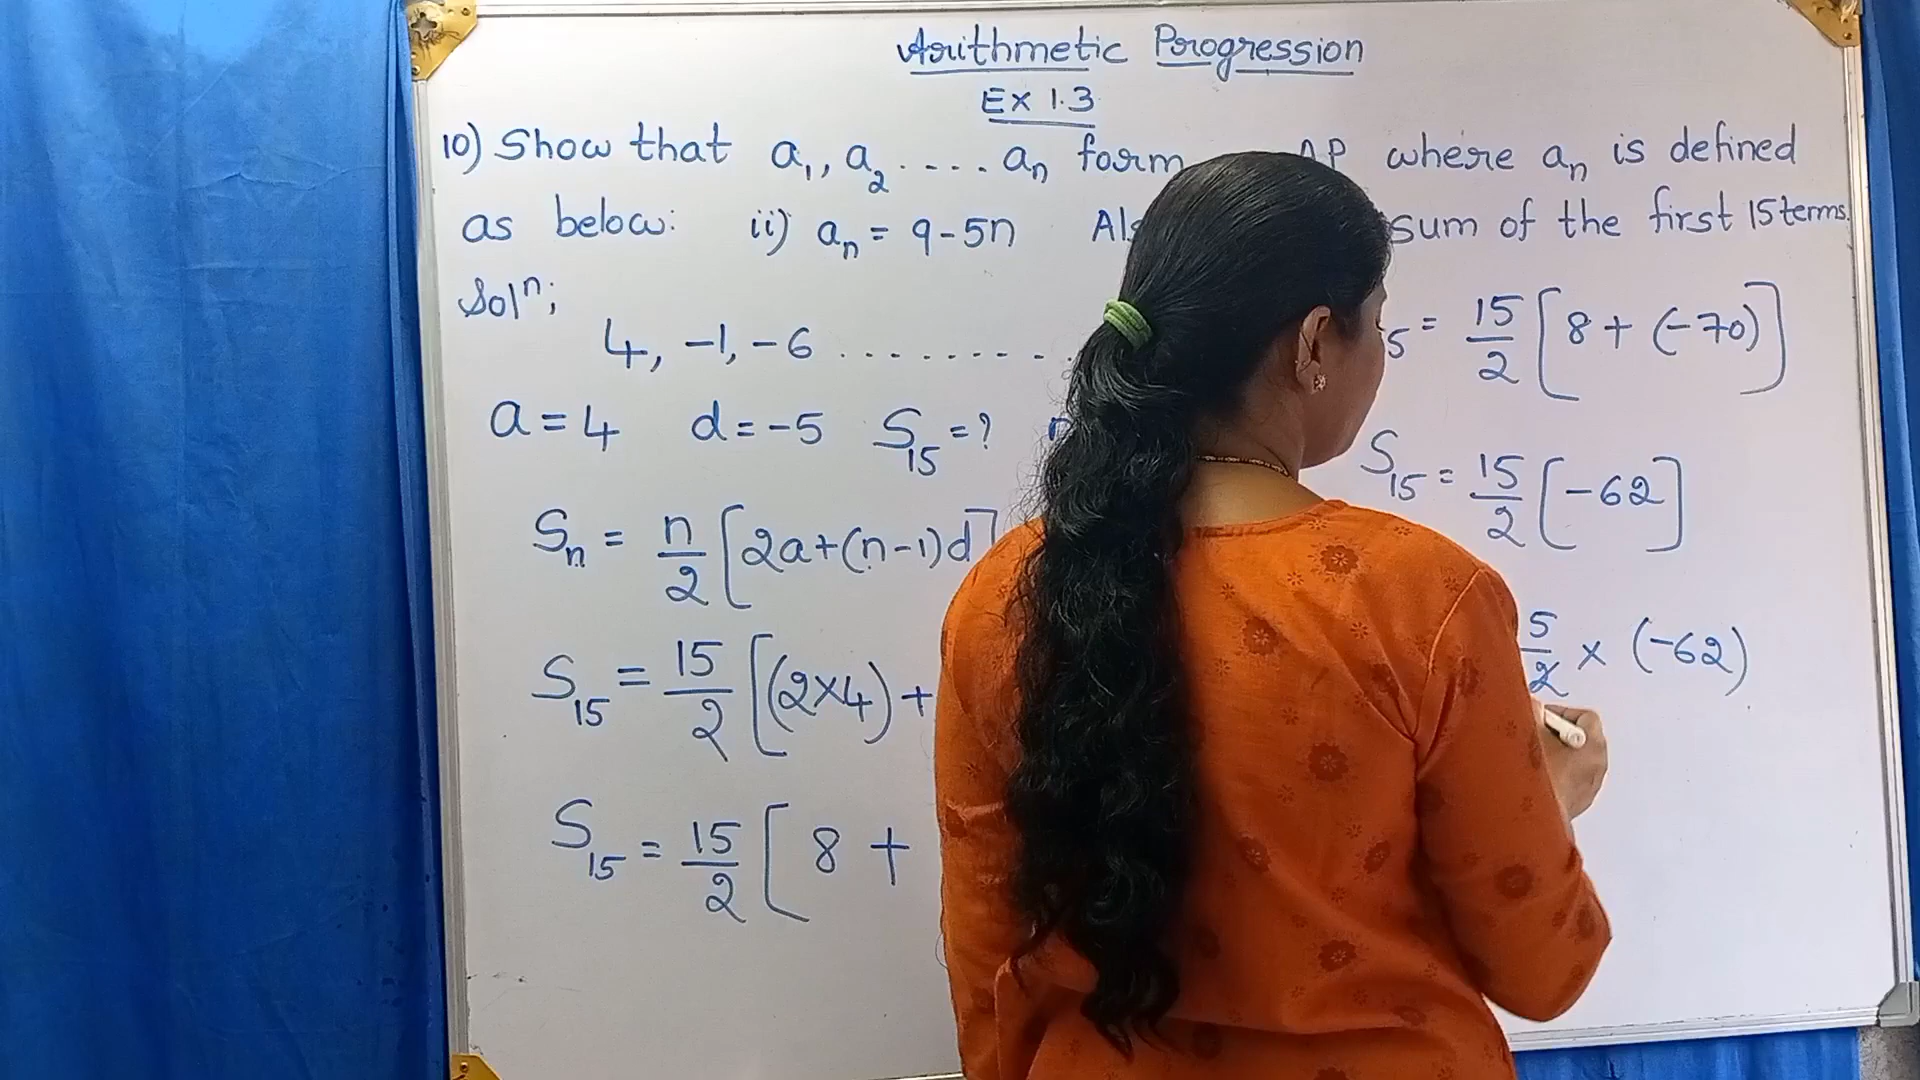 Arithmetic Progression
Ex 1.3
10) Show that a₁, a₂ .... aₙ form AP where aₙ is defined
as below: ii) aₙ = 9-5n sum of the first 15 terms.
Solⁿ;
4, -1, -6 .........
a = 4 d = -5 S₁₅ = ?
Sₙ = n/2 [2a+(n-1)d]
S₁₅ = 15/2 [(2×4) +
S₁₅ = 15/2 [ 8 +
5 = 15/2 [8 + (-70)]
S₁₅ = 15/2 [-62]
5/2 × (-62)